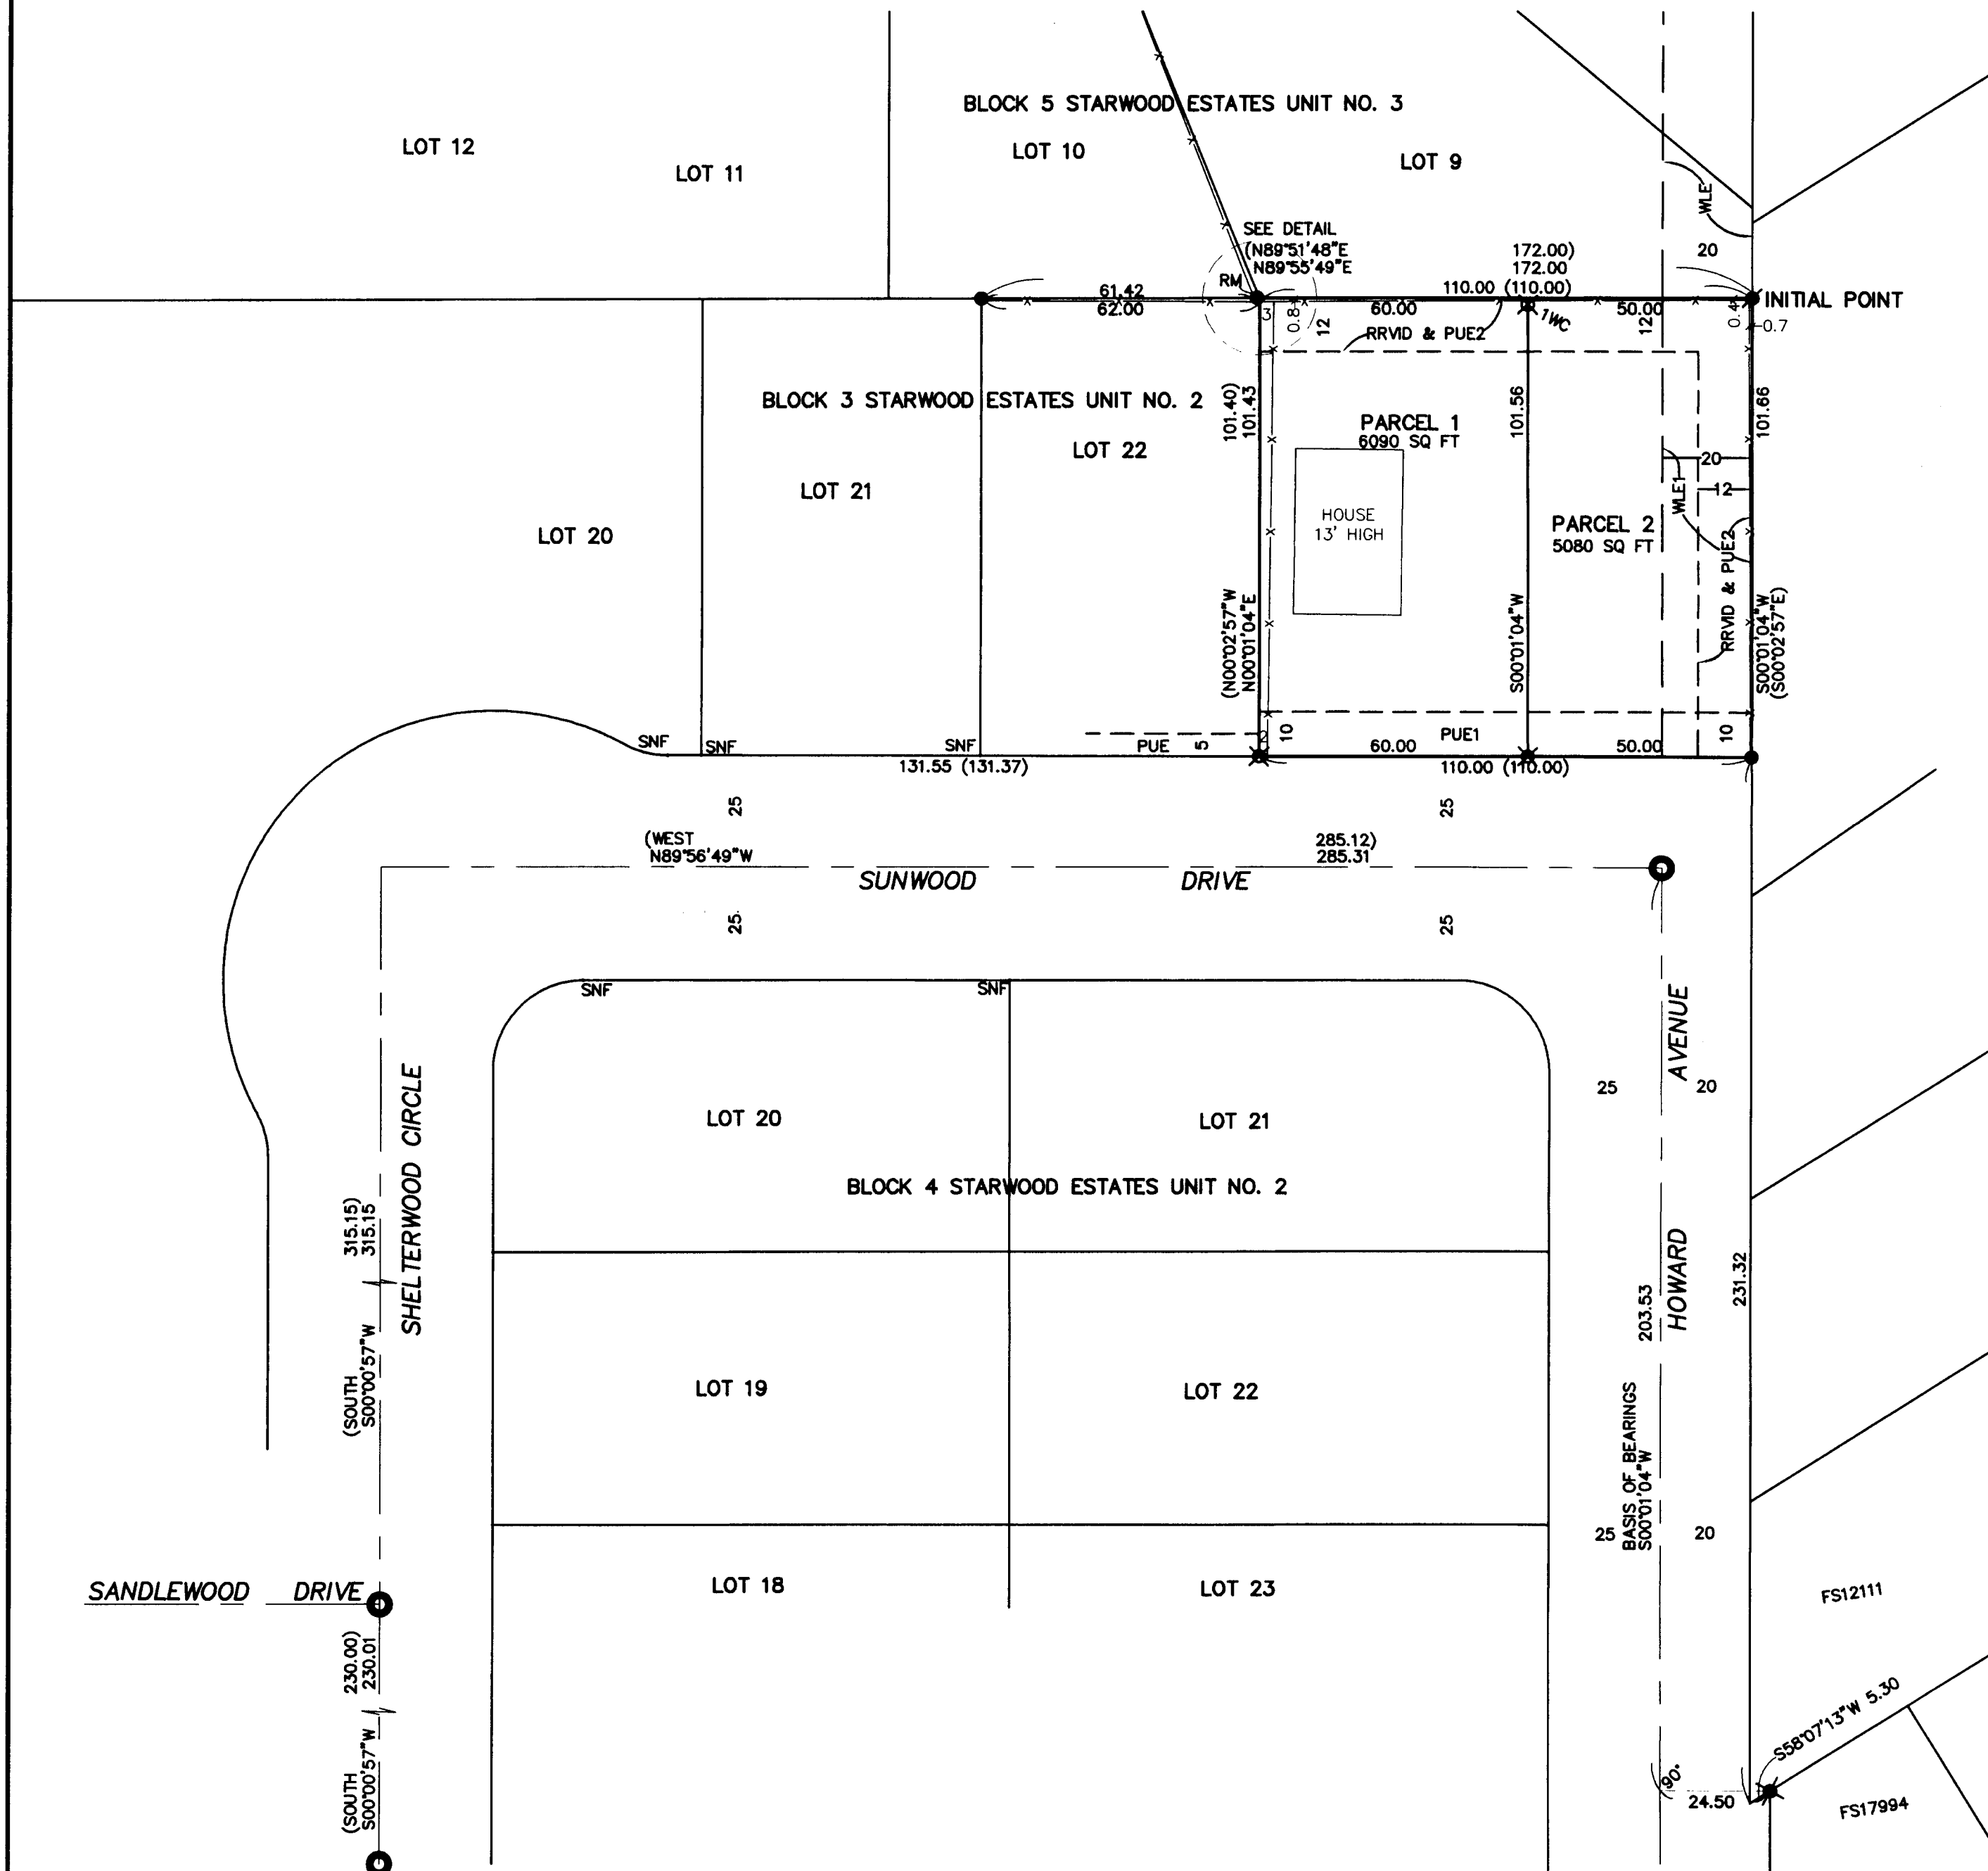 BLOCK 5 STARWOOD ESTATES UNIT NO. 3
LOT 12
LOT 11
LOT 10
LOT 9
WLE
20
SEE DETAIL
(N89°51'48"E 172.00)
N89°55'49"E 172.00
RM
61.42
62.00
110.00 (110.00)
60.00
50.00
INITIAL POINT
3
0.8
12
1'WC
12
0.4
0.7
RRVID & PUE2
BLOCK 3 STARWOOD ESTATES UNIT NO. 2
101.40)
101.43
101.56
101.66
PARCEL 1
6090 SQ FT
LOT 22
LOT 21
LOT 20
20
12
WLE1
HOUSE
13' HIGH
PARCEL 2
5080 SQ FT
RRVID & PUE2
(N00°02'57"W
N00°01'04"E
S00°01'04"W
S00°01'04"W
(S00°02'57"E)
SNF
SNF
SNF
PUE
5
2
10
PUE1
10
60.00
50.00
131.55 (131.37)
110.00 (110.00)
25
25
(WEST 285.12)
N89°56'49"W 285.31
SUNWOOD DRIVE
25
25
SNF
SNF
HOWARD AVENUE
25
20
SHELTERWOOD CIRCLE
LOT 20
LOT 21
BLOCK 4 STARWOOD ESTATES UNIT NO. 2
(SOUTH 315.15)
S00°00'57"W 315.15
203.53
231.32
LOT 19
LOT 22
BASIS OF BEARINGS
S00°01'04"W
25
20
SANDLEWOOD DRIVE
LOT 18
LOT 23
FS12111
(SOUTH 230.00)
S00°00'57"W 230.01
S58°07'13"W 5.30
90°
24.50
FS17994